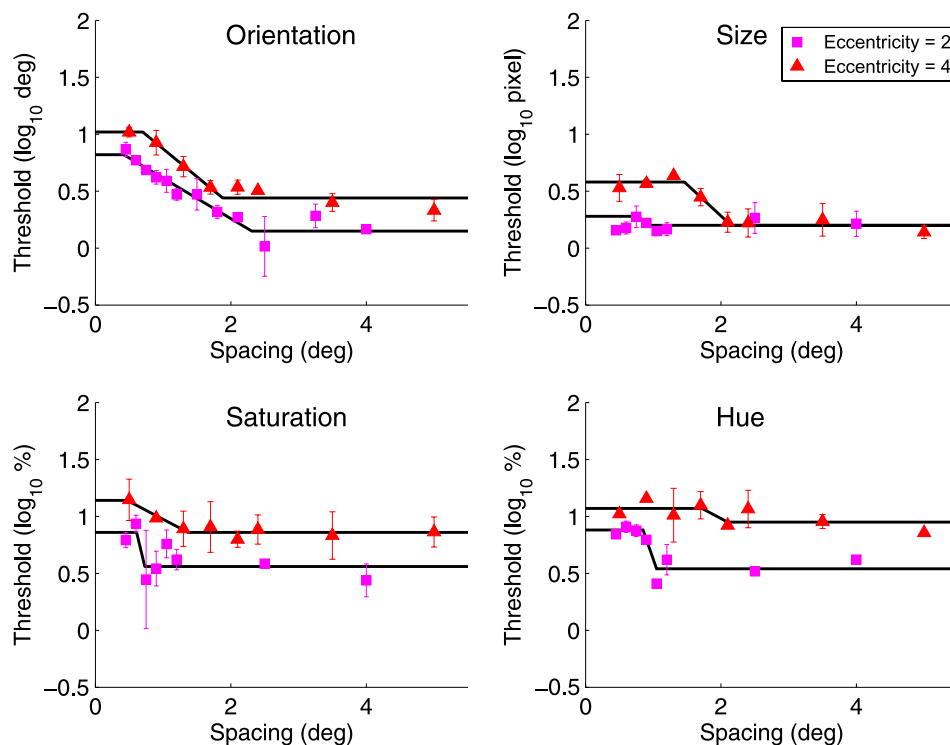 Orientation
2
1.5
1
0.5
0
−0.5
Threshold (log10 deg)
0 2 4
Spacing (deg)
Size
Eccentricity = 2
Eccentricity = 4
2
1.5
1
0.5
0
−0.5
Threshold (log10 pixel)
0 2 4
Spacing (deg)
Saturation
2
1.5
1
0.5
0
−0.5
Threshold (log10 %)
0 2 4
Spacing (deg)
Hue
2
1.5
1
0.5
0
−0.5
Threshold (log10 %)
0 2 4
Spacing (deg)